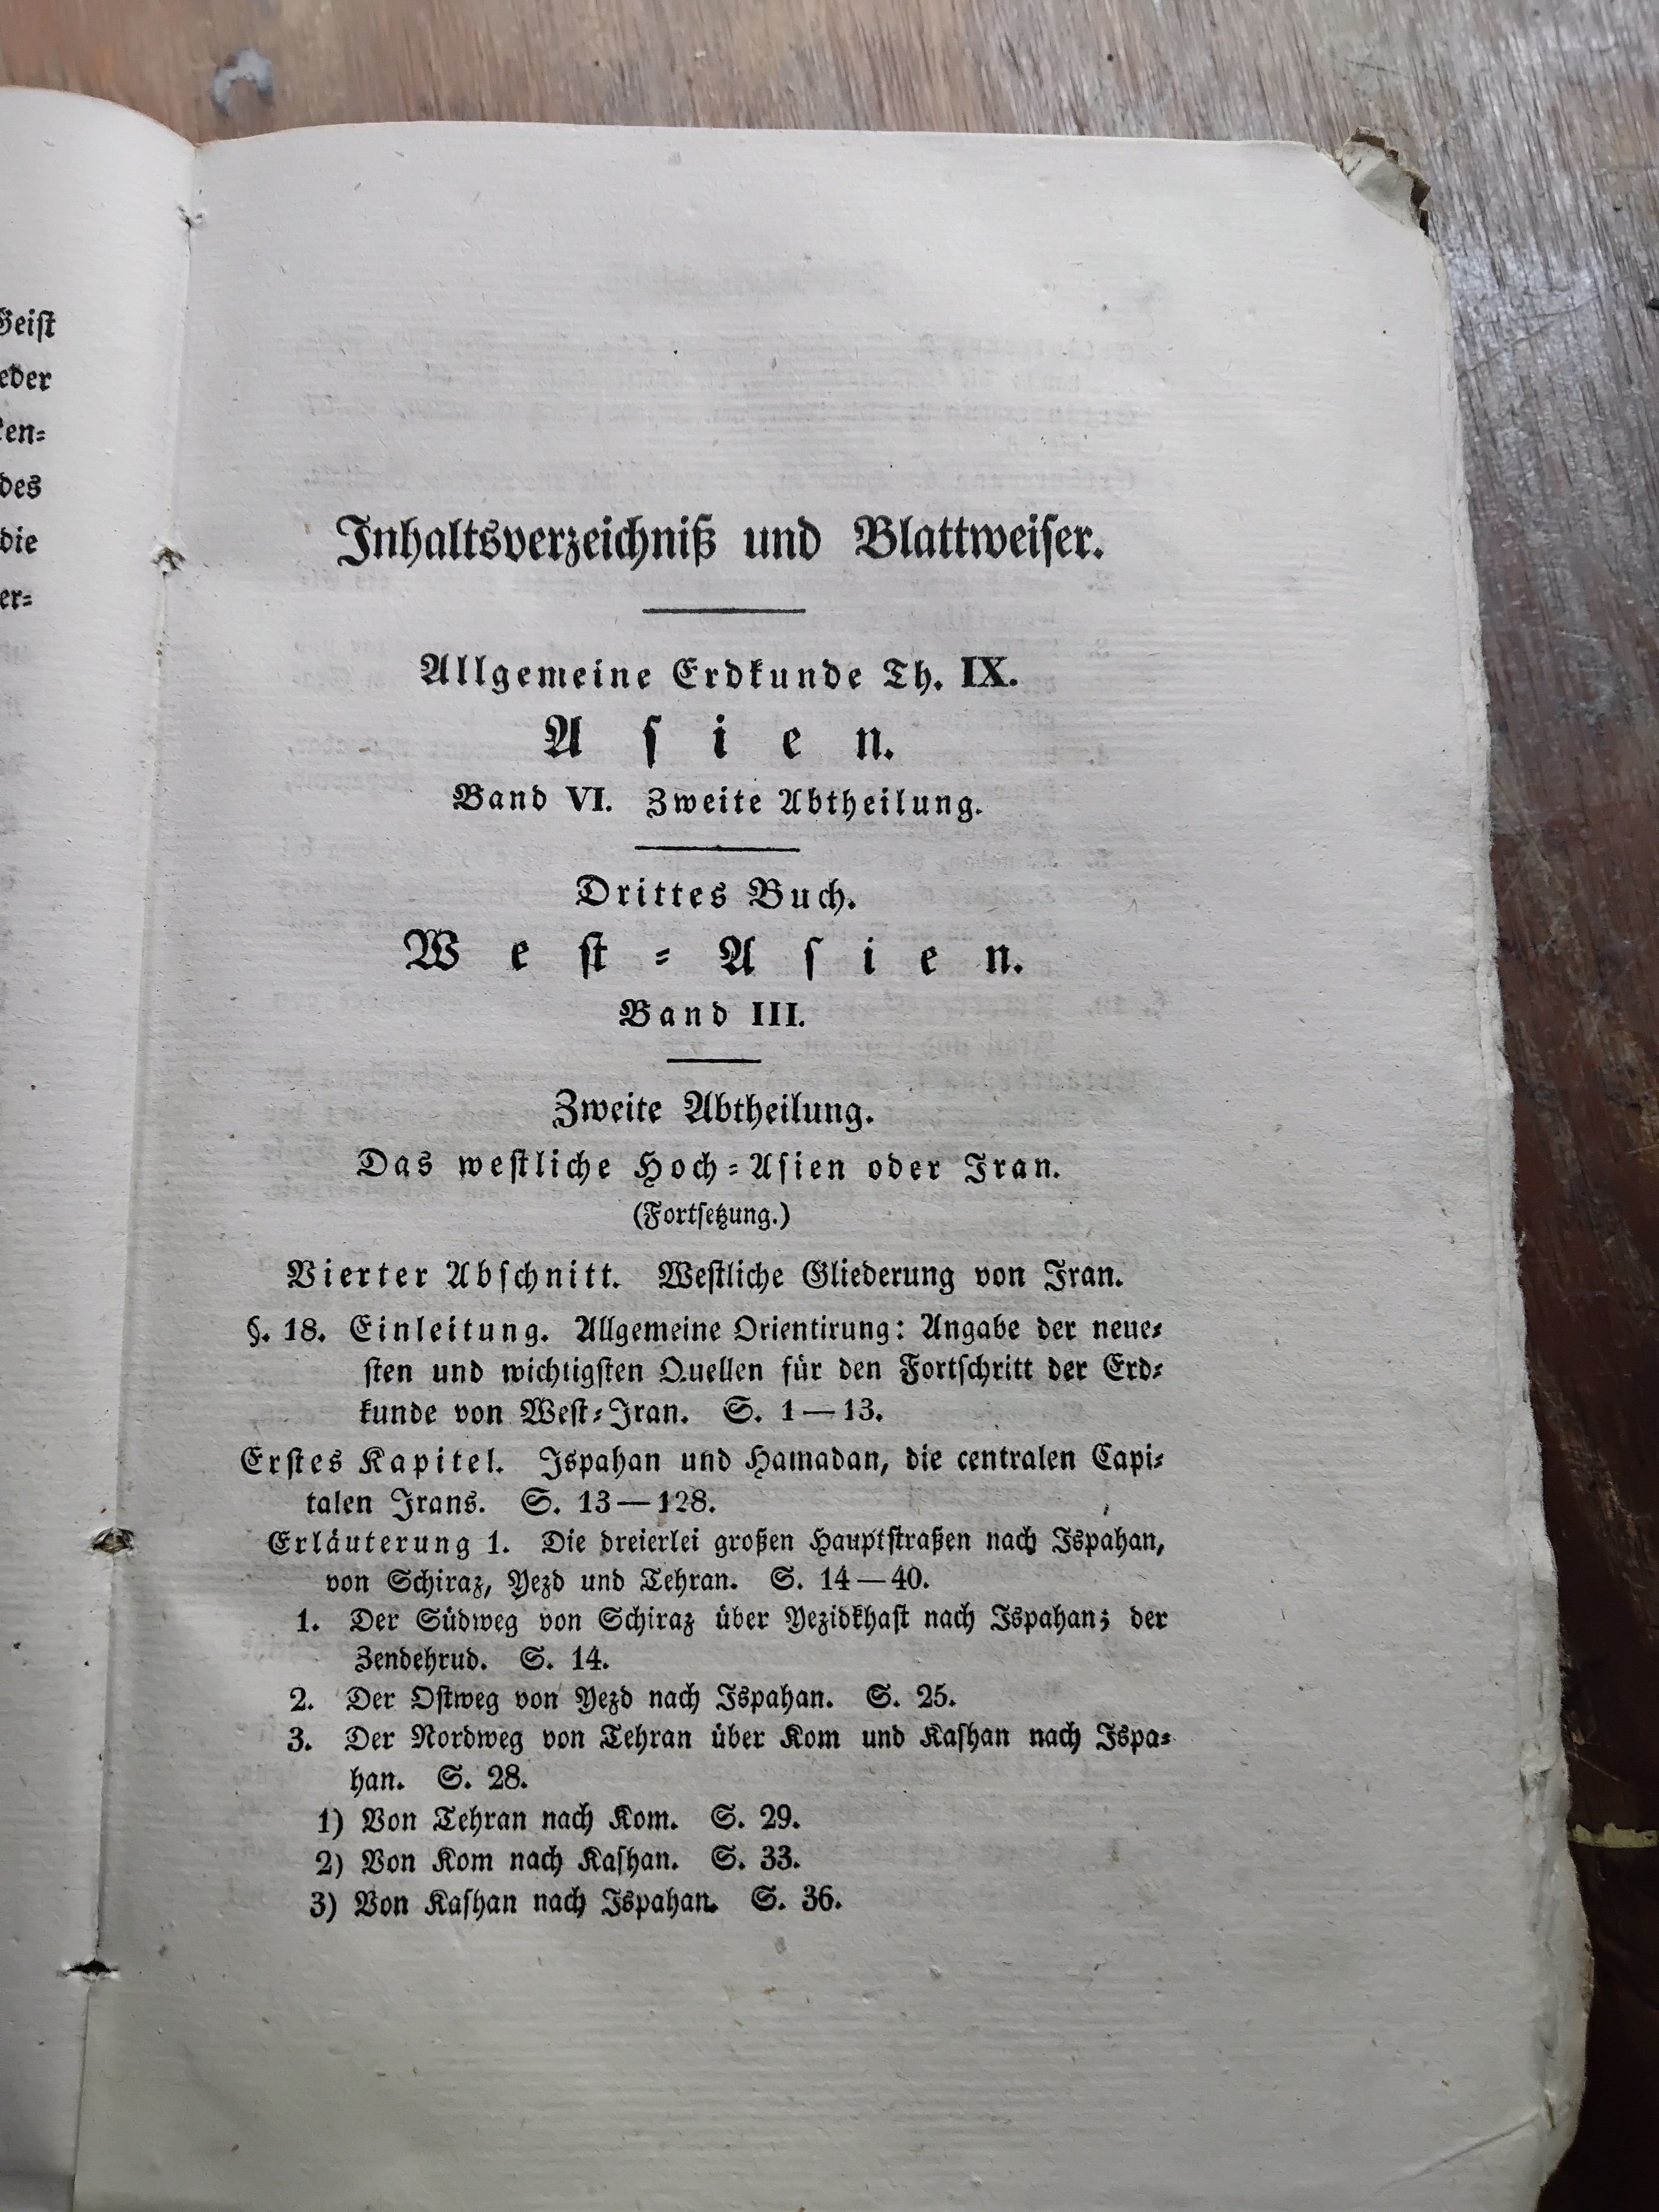 Geist
eder
ken-
des
die
er-
Inhaltsverzeichniß und Blattweiser.
Allgemeine Erdkunde Th. IX.
Asien.
Band VI. Zweite Abtheilung.
Drittes Buch.
West-Asien.
Band III.
Zweite Abtheilung.
Das westliche Hoch-Asien oder Iran.
(Fortsetzung.)
Vierter Abschnitt. Westliche Gliederung von Iran.
§. 18. Einleitung. Allgemeine Orientirung: Angabe der neue-
sten und wichtigsten Quellen für den Fortschritt der Erd-
kunde von West-Iran. S. 1—13.
Erstes Kapitel. Ispahan und Hamadan, die centralen Capi-
talen Irans. S. 13—128.
Erläuterung 1. Die dreierlei großen Hauptstraßen nach Ispahan,
von Schiraz, Yezd und Tehran. S. 14—40.
1. Der Südweg von Schiraz über Yezidkhast nach Ispahan; der
Zendehrud. S. 14.
2. Der Ostweg von Yezd nach Ispahan. S. 25.
3. Der Nordweg von Tehran über Kom und Kashan nach Ispa-
han. S. 28.
1) Von Tehran nach Kom. S. 29.
2) Von Kom nach Kashan. S. 33.
3) Von Kashan nach Ispahan. S. 36.